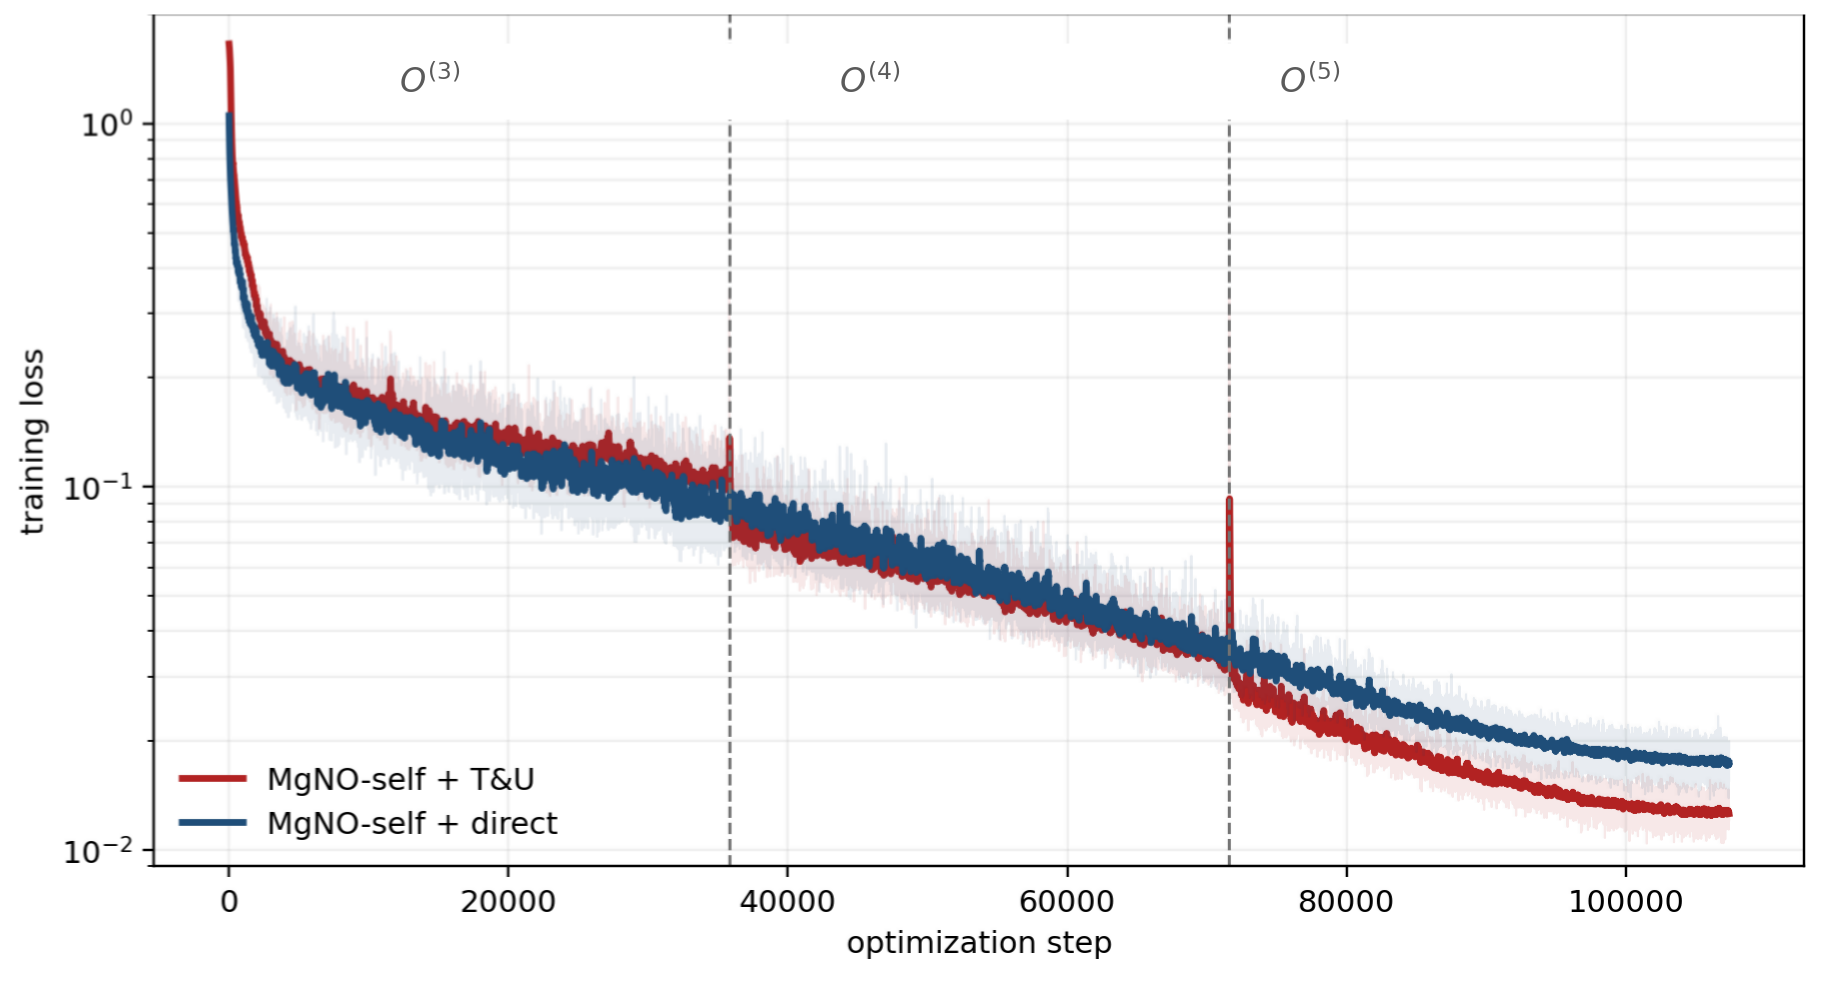 O^(3) O^(4) O^(5)
10^0
10^−1
10^−2
training loss
MgNO-self + T&U
MgNO-self + direct
0 20000 40000 60000 80000 100000
optimization step